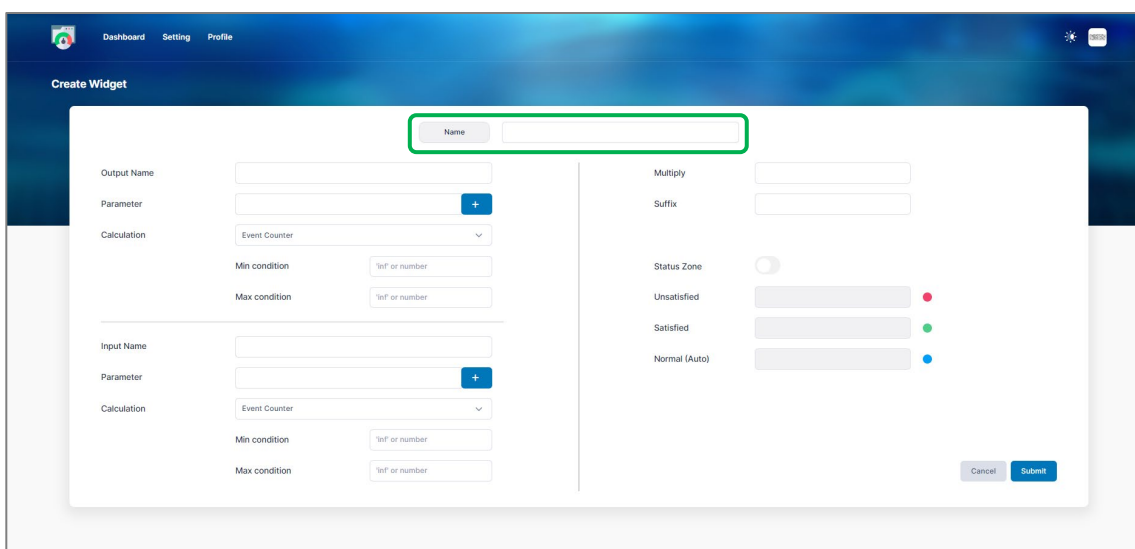 Dashboard Setting Profile
Create Widget
Name
Output Name
Parameter +
Calculation Event Counter
Min condition 'inf' or number
Max condition 'inf' or number
Input Name
Parameter +
Calculation Event Counter
Min condition 'inf' or number
Max condition 'inf' or number
Multiply
Suffix
Status Zone
Unsatisfied
Satisfied
Normal (Auto)
Cancel Submit